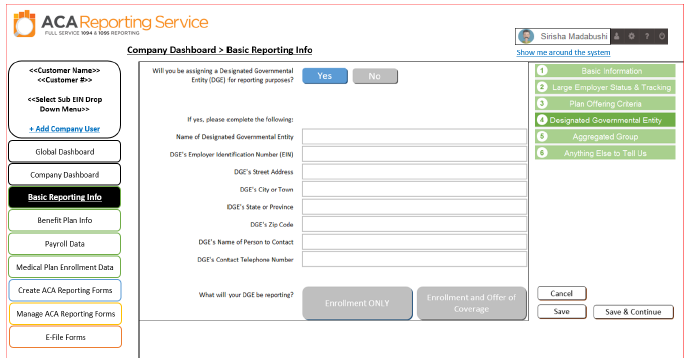 ACA Reporting Service
FULL SERVICE 1094 & 1095 REPORTING
Sirisha Madabushi
Company Dashboard > Basic Reporting Info
Show me around the system
<<Customer Name>>
<<Customer #>>
<<Select Sub EIN Drop
Down Menu>>
+ Add Company User
Global Dashboard
Company Dashboard
Basic Reporting Info
Benefit Plan Info
Payroll Data
Medical Plan Enrollment Data
Create ACA Reporting Forms
Manage ACA Reporting Forms
E-File Forms
Will you be assigning a Designated Governmental
Entity (DGE) for reporting purposes?
Yes
No
If yes, please complete the following:
Name of Designated Governmental Entity
DGE's Employer Identification Number (EIN)
DGE's Street Address
DGE's City or Town
IDGE's State or Province
DGE's Zip Code
DGE's Name of Person to Contact
DGE's Contact Telephone Number
What will your DGE be reporting?
Enrollment ONLY
Enrollment and Offer of
Coverage
1 Basic Information
2 Large Employer Status & Tracking
3 Plan Offering Criteria
4 Designated Governmental Entity
5 Aggregated Group
6 Anything Else to Tell Us
Cancel
Save
Save & Continue